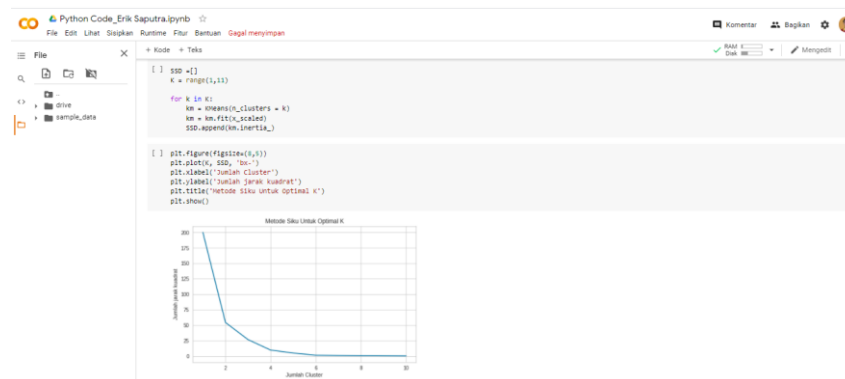 Python Code_Erik Saputra.ipynb
File Edit Lihat Sisipkan Runtime Fitur Bantuan Gagal menyimpan
Komentar Bagikan
File
+ Kode + Teks
RAM
Disk
Mengedit
..
drive
sample_data
[ ] SSD =[]
K = range(1,11)
for k in K:
km = KMeans(n_clusters = k)
km = km.fit(x_scaled)
SSD.append(km.inertia_)
[ ] plt.figure(figsize=(8,5))
plt.plot(K, SSD, 'bx-')
plt.xlabel('Jumlah Cluster')
plt.ylabel('Jumlah jarak kuadrat')
plt.title('Metode Siku Untuk Optimal K')
plt.show()
Metode Siku Untuk Optimal K
200
175
150
125
100
75
50
25
0
Jumlah jarak kuadrat
2 4 6 8 10
Jumlah Cluster